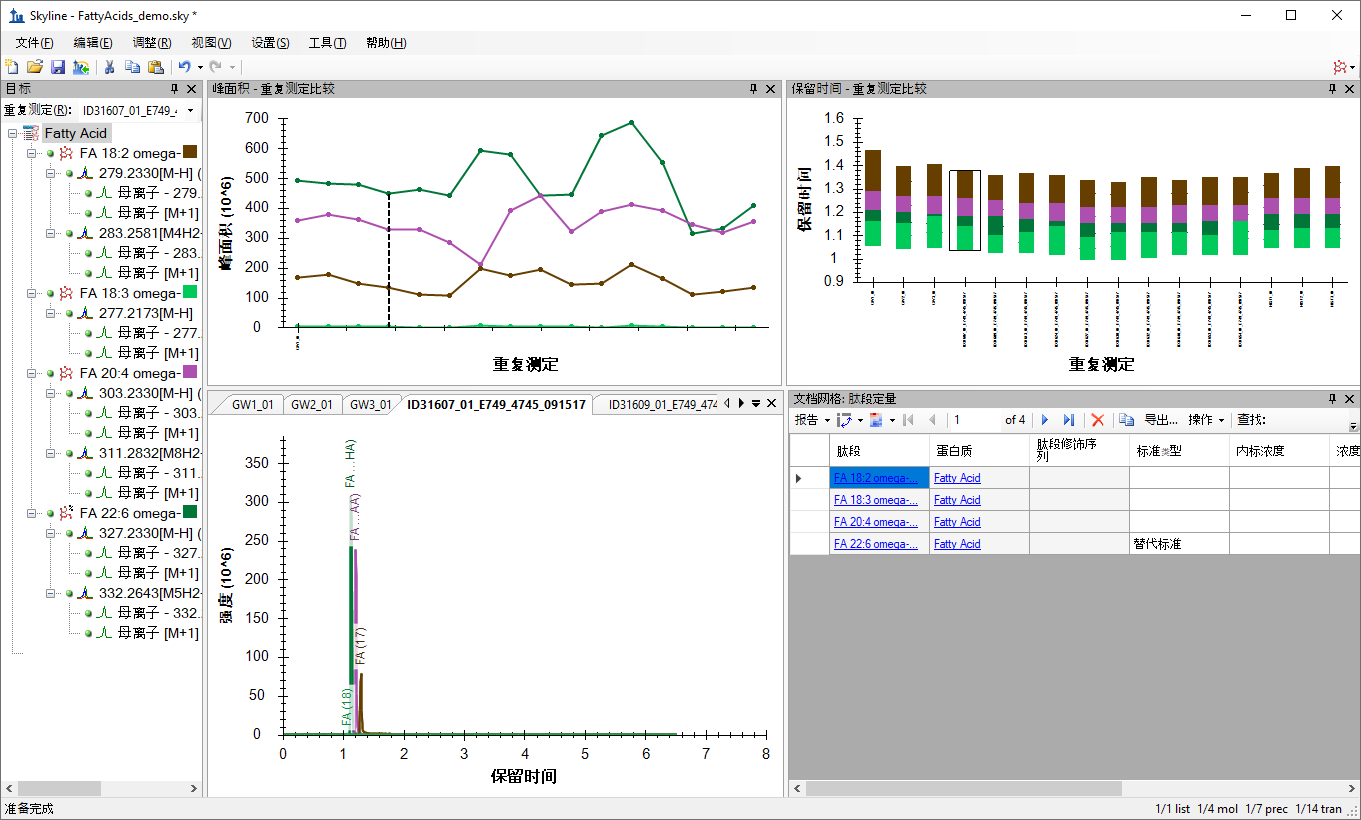 Skyline - FattyAcids_demo.sky *
文件(F) 编辑(E) 调整(R) 视图(V) 设置(S) 工具(T) 帮助(H)
目标
重复测定(R): ID31607_01_E749_4
Fatty Acid
FA 18:2 omega-
279.2330[M-H] (
母离子 - 279.
母离子 [M+1]
283.2581[M4H2-
母离子 - 283.
母离子 [M+1]
FA 18:3 omega-
277.2173[M-H]
母离子 - 277.
母离子 [M+1]
FA 20:4 omega-
303.2330[M-H] (
母离子 - 303.
母离子 [M+1]
311.2832[M8H2-
母离子 - 311.
母离子 [M+1]
FA 22:6 omega-
327.2330[M-H] (
母离子 - 327.
母离子 [M+1]
332.2643[M5H2-
母离子 - 332.
母离子 [M+1]
峰面积 - 重复测定比较
700
600
500
400
300
200
100
0
峰面积 (10^6)
重复测定
保留时间 - 重复测定比较
1.6
1.5
1.4
1.3
1.2
1.1
1
0.9
保留时间
重复测定
GW1_01 GW2_01 GW3_01 ID31607_01_E749_4745_091517 ID31609_01_E749_474
350
300
250
200
150
100
50
0
强度 (10^6)
FA ...HA)
FA ...AA)
FA (17)
FA (18)
0 1 2 3 4 5 6 7 8
保留时间
文档网格: 肽段定量
报告 1 of 4 导出... 操作 查找:
肽段 蛋白质 肽段修饰序列 标准类型 内标浓度 浓度
FA 18:2 omega-... Fatty Acid
FA 18:3 omega-... Fatty Acid
FA 20:4 omega-... Fatty Acid
FA 22:6 omega-... Fatty Acid 替代标准
准备完成
1/1 list 1/4 mol 1/7 prec 1/14 tran